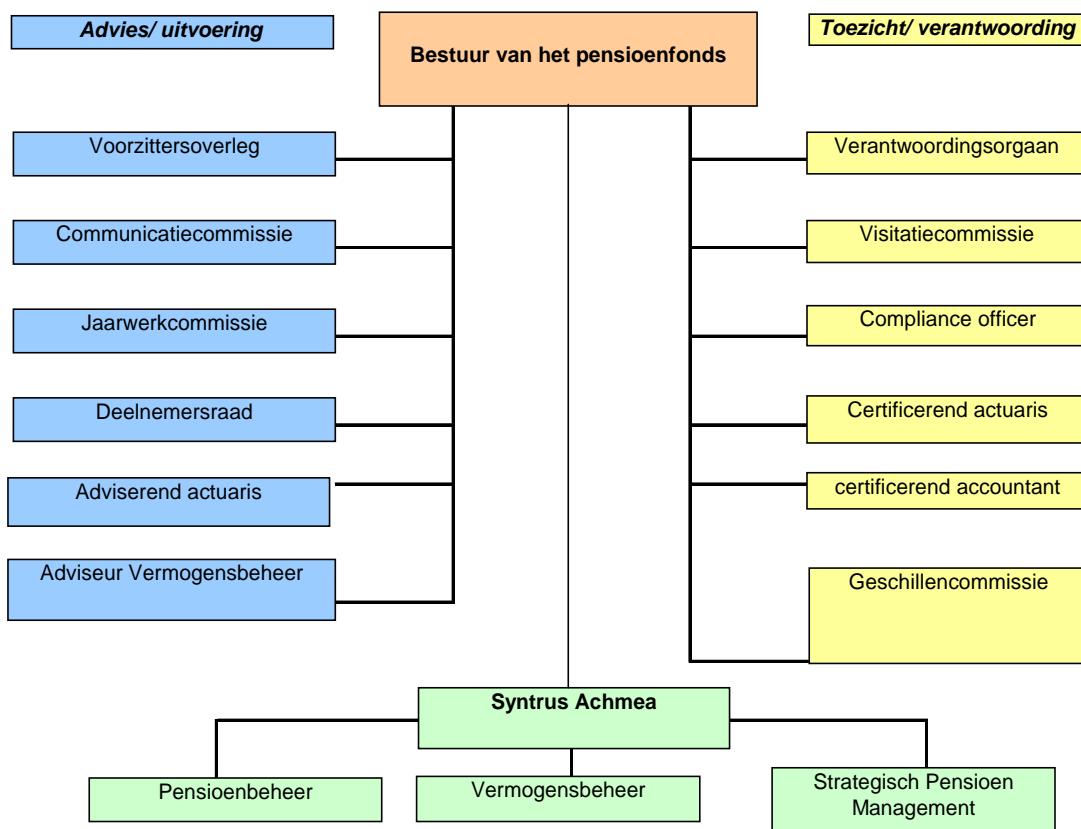 Advies/ uitvoering
Bestuur van het pensioenfonds
Toezicht/ verantwoording
Voorzittersoverleg
Verantwoordingsorgaan
Communicatiecommissie
Visitatiecommissie
Jaarwerkcommissie
Compliance officer
Deelnemersraad
Certificerend actuaris
Adviserend actuaris
certificerend accountant
Adviseur Vermogensbeheer
Geschillencommissie
Syntrus Achmea
Pensioenbeheer
Vermogensbeheer
Strategisch Pensioen
Management